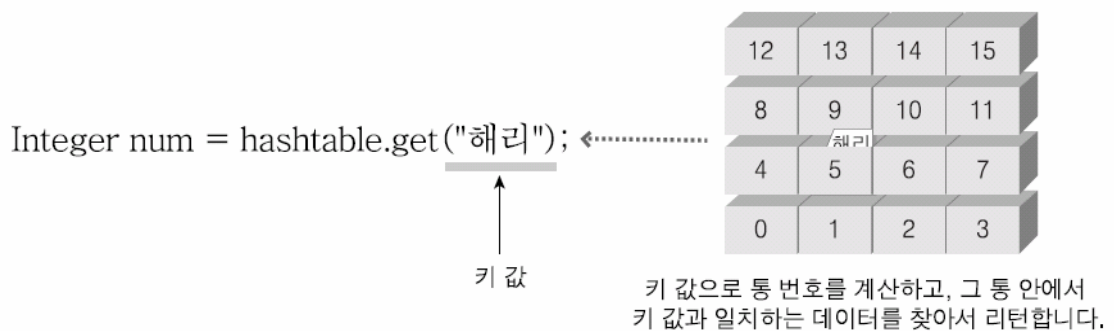 12 13 14 15
8 9 10 11
Integer num = hashtable.get("해리");
해리
4 5 6 7
0 1 2 3
키 값
키 값으로 통 번호를 계산하고, 그 통 안에서
키 값과 일치하는 데이터를 찾아서 리턴합니다.